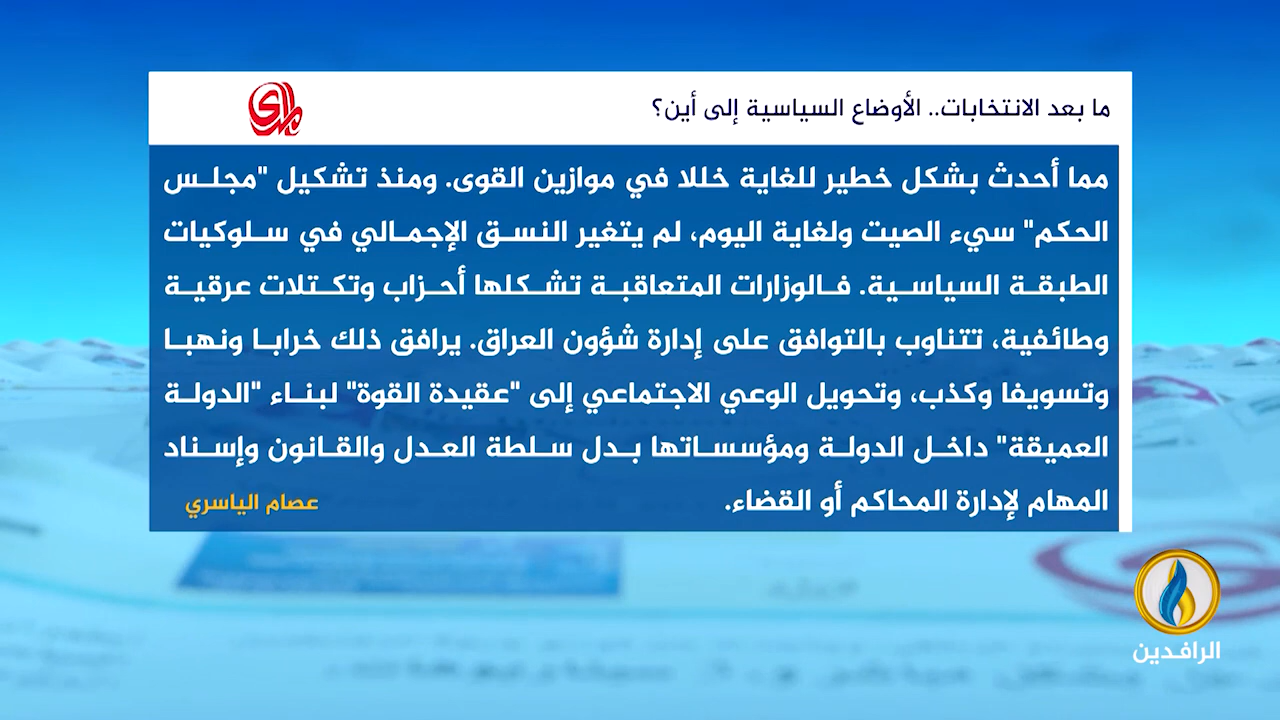 ما بعد الانتخابات.. الأوضاع السياسية إلى أين؟
المدى
مما أحدث بشكل خطير للغاية خللا في موازين القوى. ومنذ تشكيل "مجلس
الحكم" سيء الصيت ولغاية اليوم، لم يتغير النسق الإجمالي في سلوكيات
الطبقة السياسية. فالوزارات المتعاقبة تشكلها أحزاب وتكتلات عرقية
وطائفية، تتناوب بالتوافق على إدارة شؤون العراق. يرافق ذلك خرابا ونهبا
وتسويفا وكذب، وتحويل الوعي الاجتماعي إلى "عقيدة القوة" لبناء "الدولة
العميقة" داخل الدولة ومؤسساتها بدل سلطة العدل والقانون وإسناد
المهام لإدارة المحاكم أو القضاء.
عصام الياسري
الرافدين